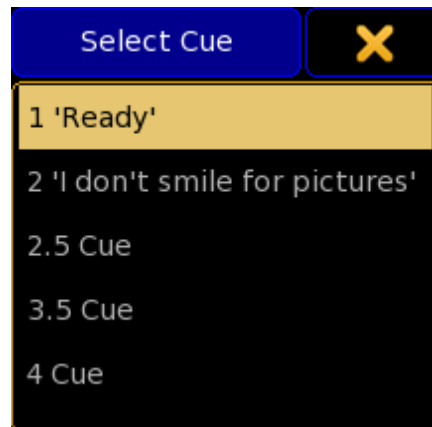 Select Cue
1 'Ready'
2 'I don't smile for pictures'
2.5 Cue
3.5 Cue
4 Cue